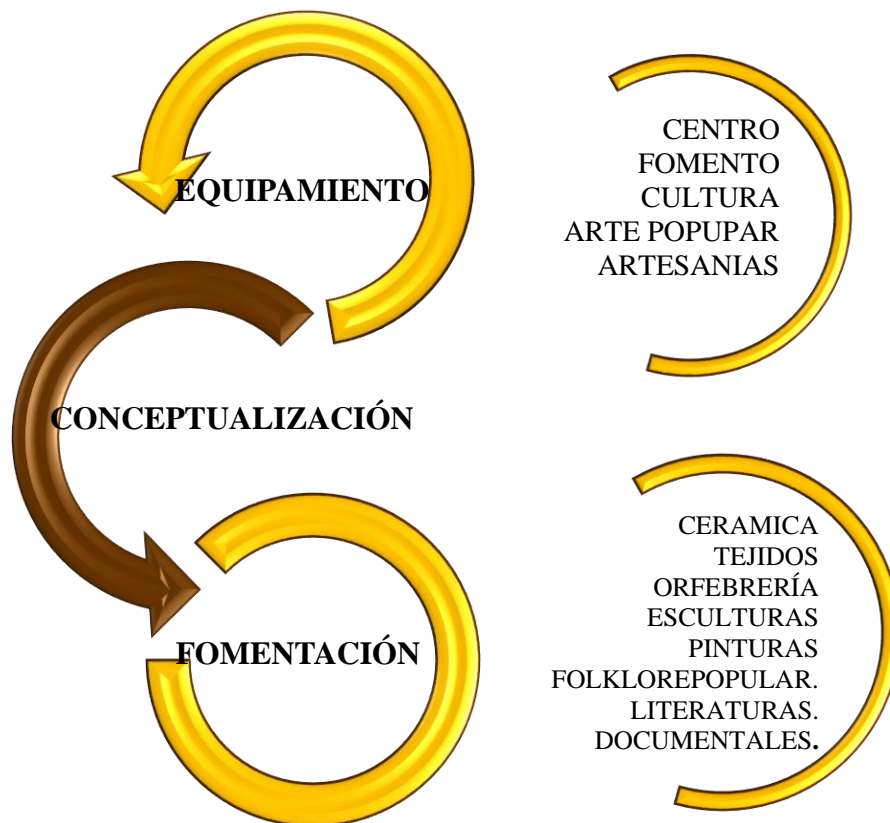 EQUIPAMIENTO
CENTRO
FOMENTO
CULTURA
ARTE POPUPAR
ARTESANIAS
CONCEPTUALIZACIÓN
FOMENTACIÓN
CERAMICA
TEJIDOS
ORFEBRERÍA
ESCULTURAS
PINTURAS
FOLKLOREPOPULAR.
LITERATURAS.
DOCUMENTALES.